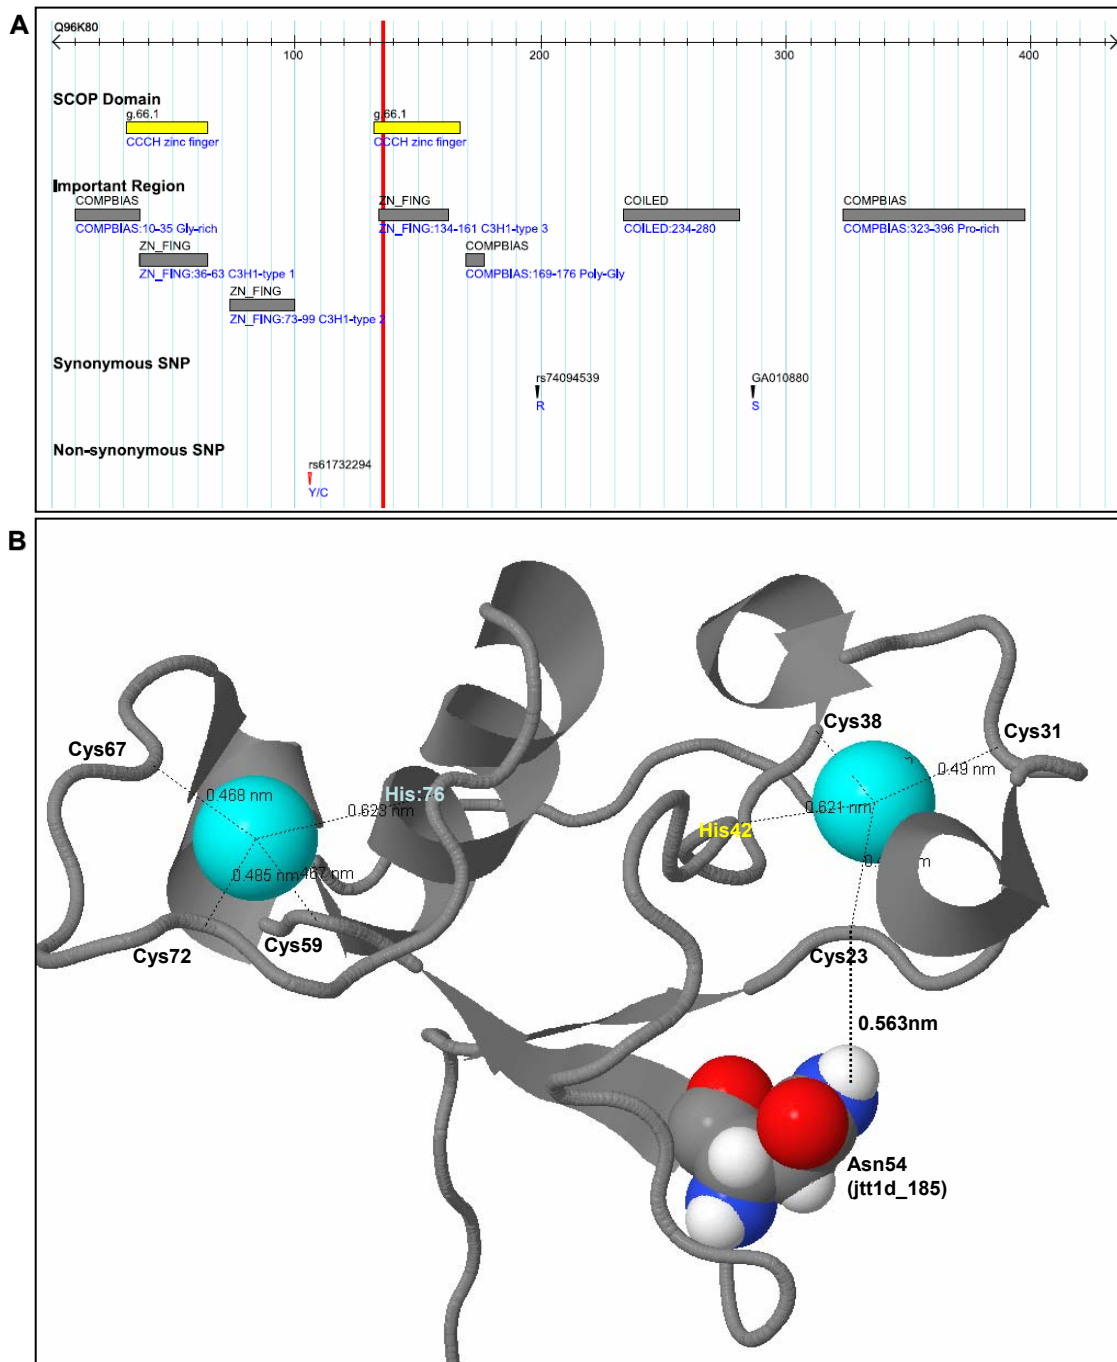 A
Q96K80
100
200
300
400
SCOP Domain
g.66.1
g.66.1
CCCH zinc finger
CCCH zinc finger
Important Region
COMPBIAS
ZN_FING
COILED
COMPBIAS
COMPBIAS:10-35 Gly-rich
ZN_FING:134-161 C3H1-type 3
COILED:234-280
COMPBIAS:323-396 Pro-rich
ZN_FING
COMPBIAS
ZN_FING:36-63 C3H1-type 1
COMPBIAS:169-176 Poly-Gly
ZN_FING
ZN_FING:73-99 C3H1-type 2
Synonymous SNP
rs74094539
GA010880
R
S
Non-synonymous SNP
rs61732294
Y/C
B
Cys38
Cys31
Cys67
0.49 nm
0.468 nm
His:76
0.623 nm
0.621 nm
His42
0.485 nm
467 nm
Cys59
Cys72
Cys23
0.563nm
Asn54
(jtt1d_185)